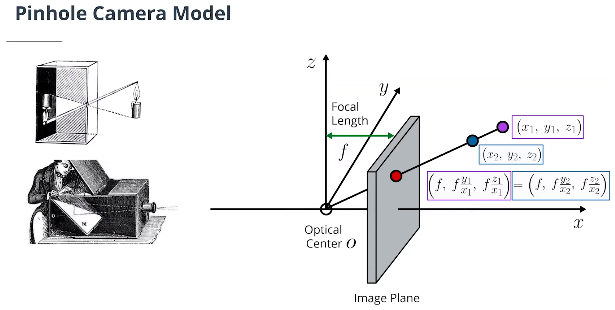 Pinhole Camera Model
z
y
Focal
Length
f
(x₁, y₁, z₁)
(x₂, y₂, z₂)
(f, f y₁/x₁, f z₁/x₁) = (f, f y₂/x₂, f z₂/x₂)
x
Optical
Center O
Image Plane